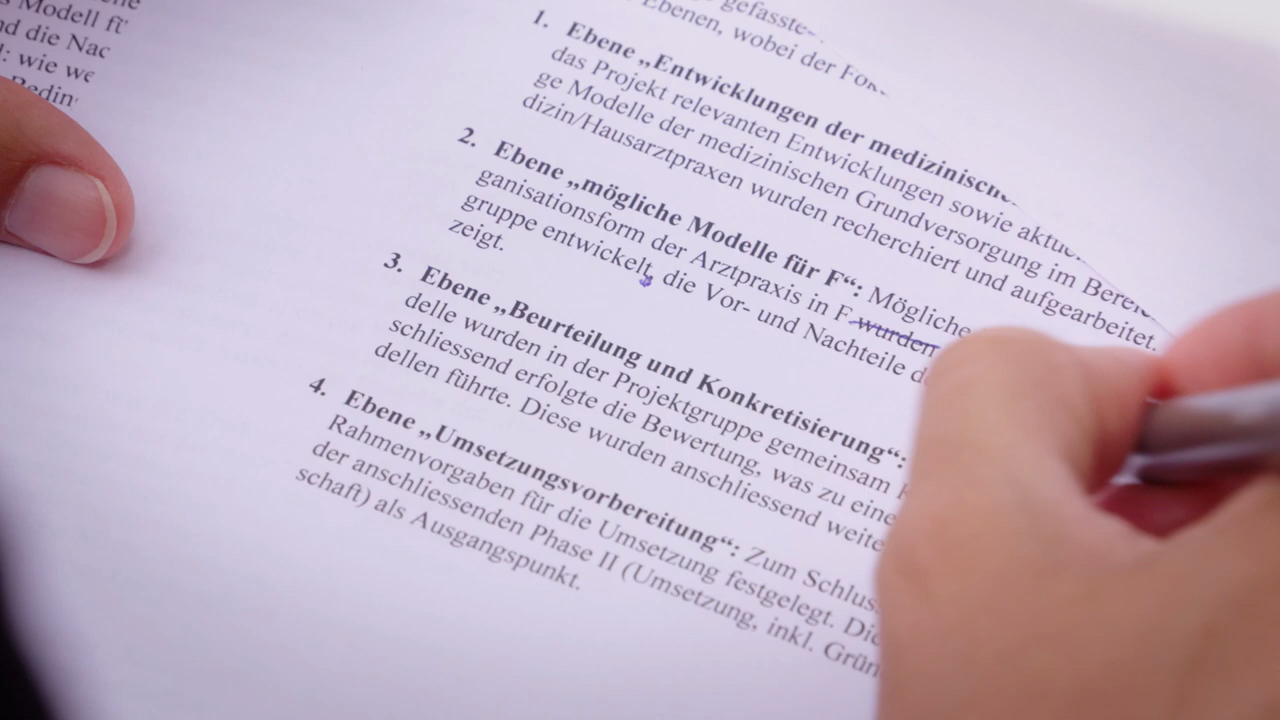 s Modell fü
nd die Nac
l: wie we
Bedin
gefasste
Ebenen, wobei der
1. Ebene „Entwicklungen der medizinische
das Projekt relevanten Entwicklungen sowie aktue
ge Modelle der medizinischen Grundversorgung im Berei
dizin/Hausarztpraxen wurden recherchiert und aufgearbeitet.
2. Ebene „mögliche Modelle für F“: Mögliche
ganisationsform der Arztpraxis in F wurden
gruppe entwickelt, die Vor- und Nachteile d
zeigt.
3. Ebene „Beurteilung und Konkretisierung“:
delle wurden in der Projektgruppe gemeinsam
schliessend erfolgte die Bewertung, was zu eine
dellen führte. Diese wurden anschliessend weite
4. Ebene „Umsetzungsvorbereitung“: Zum Schluss
Rahmenvorgaben für die Umsetzung festgelegt. Die
der anschliessenden Phase II (Umsetzung, inkl. Grün
schaft) als Ausgangspunkt.